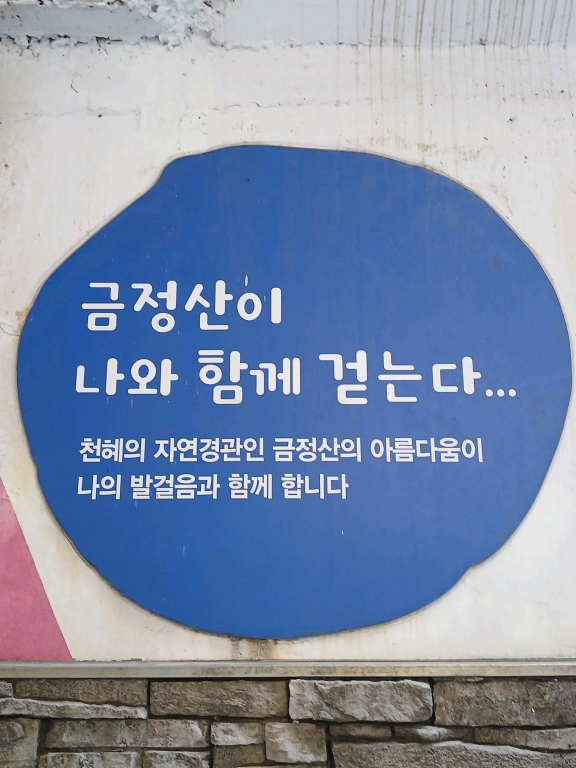 금정산이
나와 함께 걷는다...
천혜의 자연경관인 금정산의 아름다움이
나의 발걸음과 함께 합니다